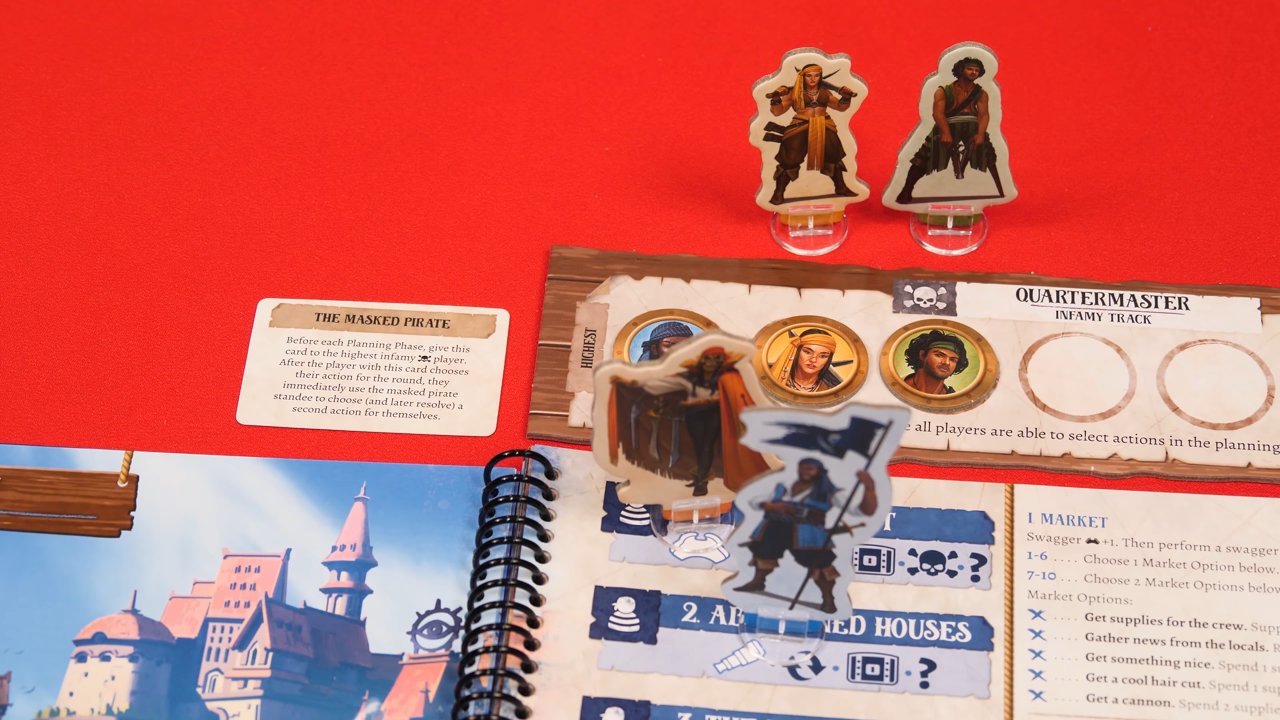 THE MASKED PIRATE
Before each Planning Phase, give this
card to the highest infamy player.
After the player with this card chooses
their action for the round, they
immediately use the masked pirate
standee to choose (and later resolve) a
second action for themselves.
HIGHEST
QUARTERMASTER
INFAMY TRACK
all players are able to select actions in the planning
?
2. AB NED HOUSES
?
1 MARKET
Swagger +1. Then perform a swagger
1-6 .... Choose 1 Market Option below.
7-10 .... Choose 2 Market Options below
Market Options:
X .... Get supplies for the crew.
X .... Gather news from the locals.
X .... Get something nice. Spend 1
X .... Get a cool hair cut. Spend 1
X .... Get a cannon. Spend 2